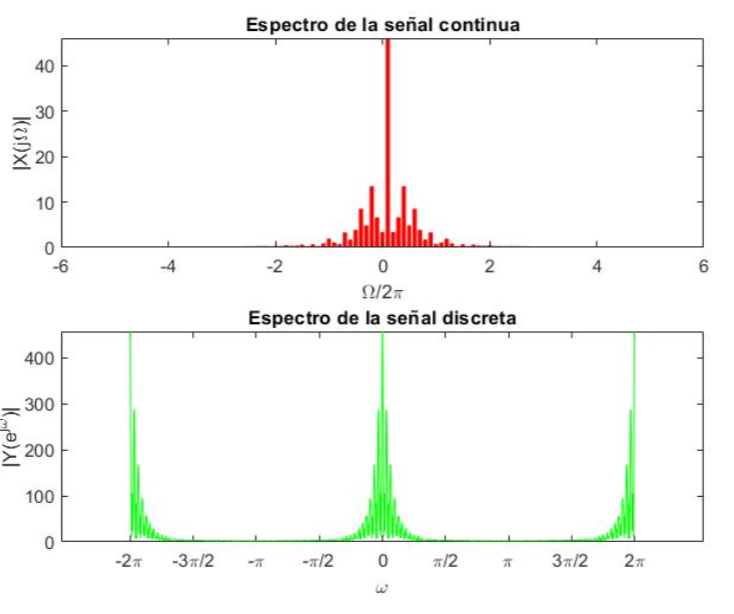 Espectro de la señal continua
|X(jΩ)|
40
30
20
10
0
-6 -4 -2 0 2 4 6
Ω/2π
Espectro de la señal discreta
|Y(e^jω)|
400
300
200
100
0
-2π -3π/2 -π -π/2 0 π/2 π 3π/2 2π
ω